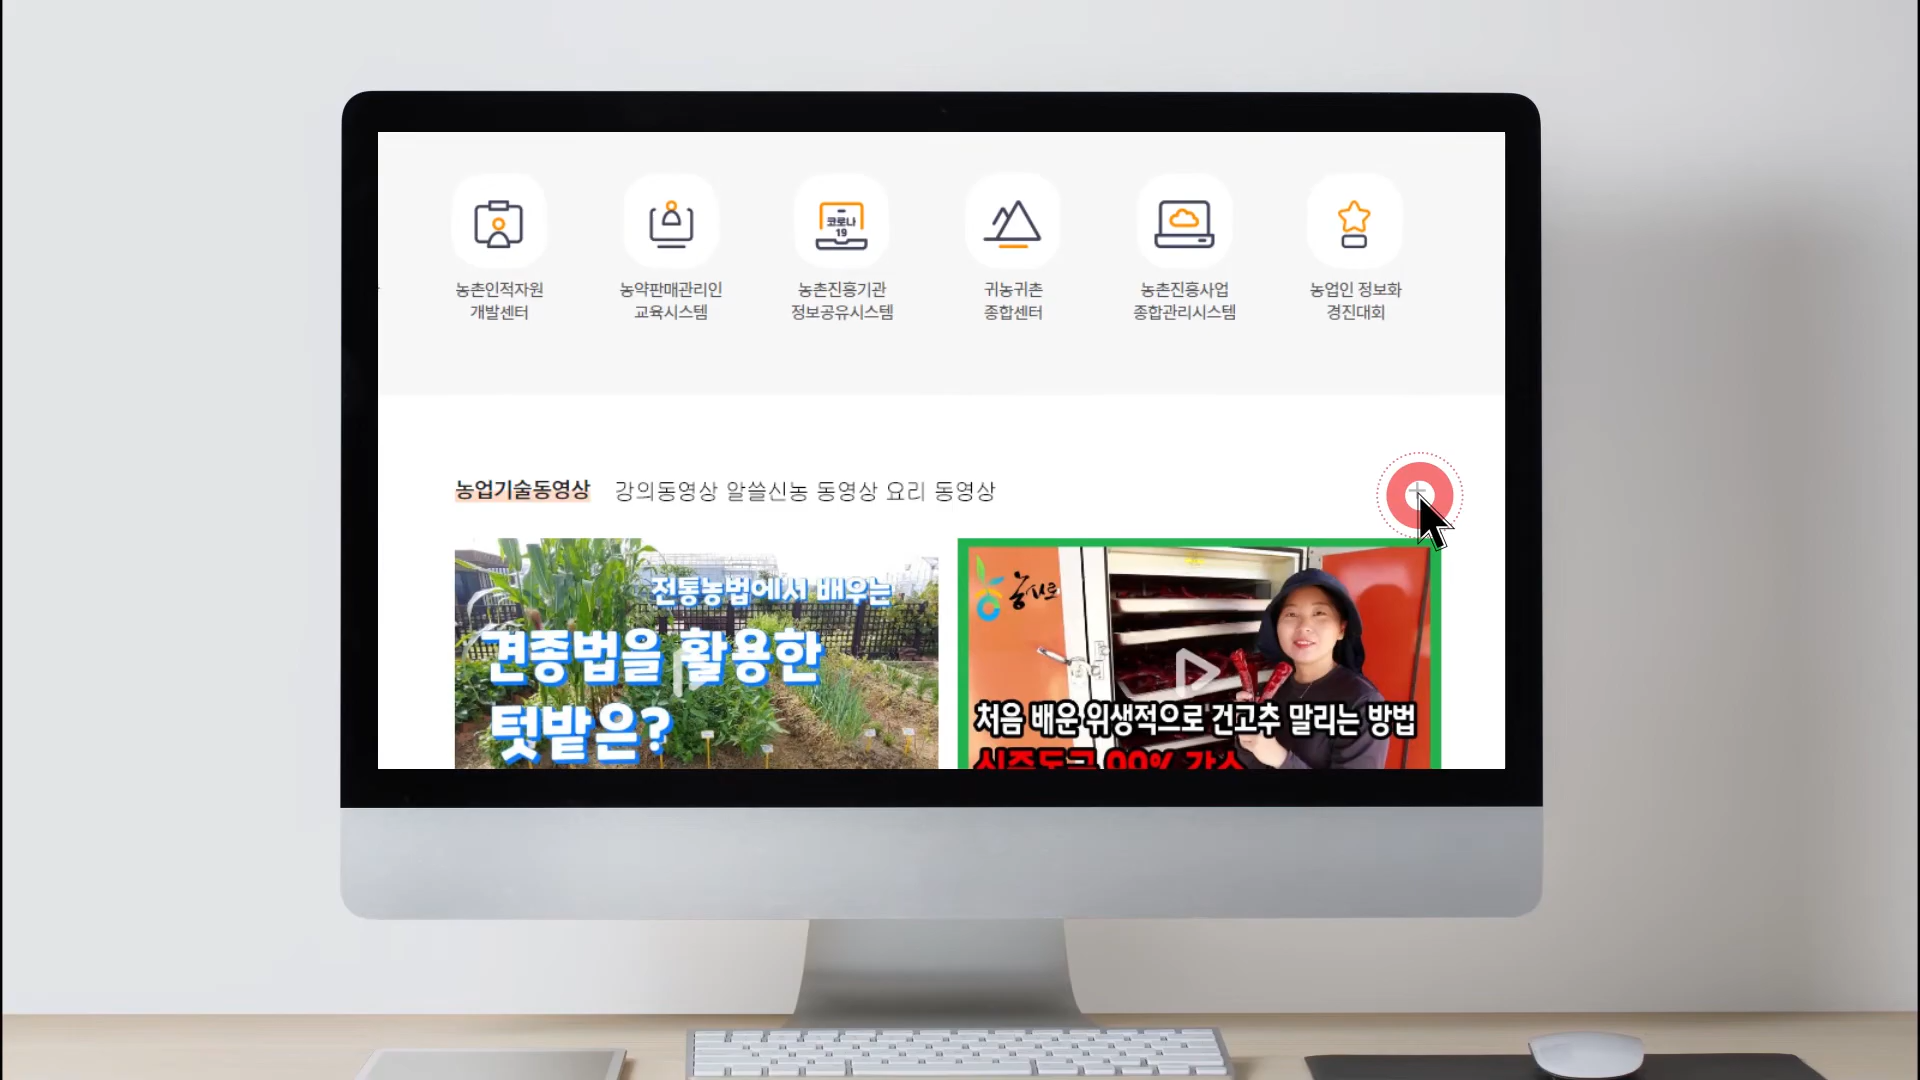 코로나
19
농촌인적자원
개발센터
농약판매관리인
교육시스템
농촌진흥기관
정보공유시스템
귀농귀촌
종합센터
농촌진흥사업
종합관리시스템
농업인 정보화
경진대회
농업기술동영상 강의동영상 알쓸신농 동영상 요리 동영상
전통농법에서 배우는
견종법을 활용한
텃밭은?
농사로
처음 배운 위생적으로 건고추 말리는 방법